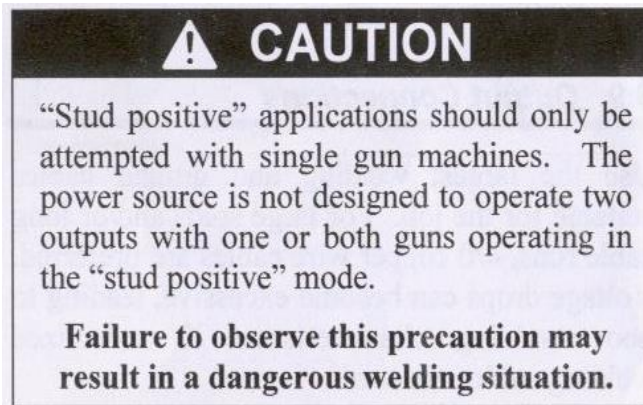 CAUTION
“Stud positive” applications should only be
attempted with single gun machines. The
power source is not designed to operate two
outputs with one or both guns operating in
the “stud positive” mode.
Failure to observe this precaution may
result in a dangerous welding situation.